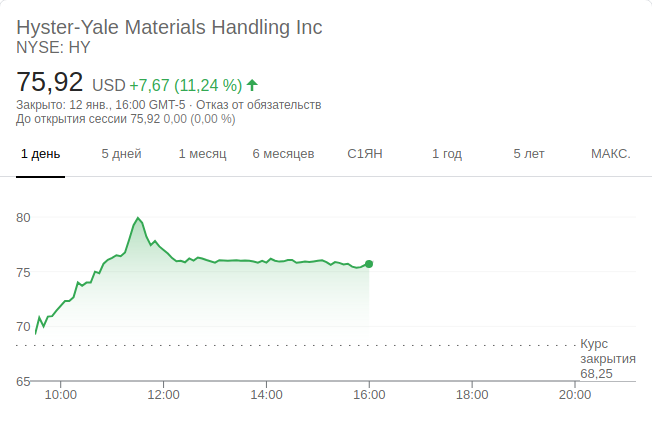 Hyster-Yale Materials Handling Inc
NYSE: HY
75,92 USD +7,67 (11,24 %)
Закрыто: 12 янв., 16:00 GMT-5 · Отказ от обязательств
До открытия сессии 75,92 0,00 (0,00 %)
1 день 5 дней 1 месяц 6 месяцев С1ЯН 1 год 5 лет МАКС.
80
75
70
Курс
закрытия
68,25
65
10:00 12:00 14:00 16:00 18:00 20:00